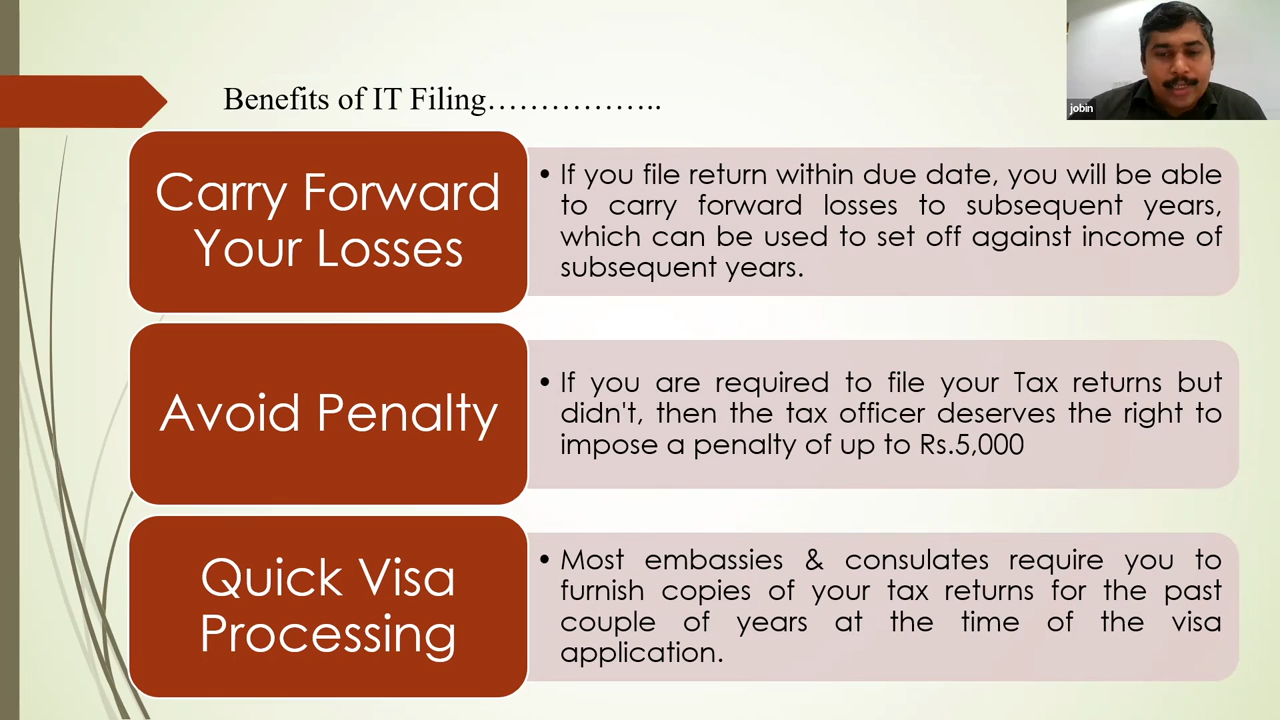 Benefits of IT Filing……………..
jobin
Carry Forward
Your Losses
• If you file return within due date, you will be able
to carry forward losses to subsequent years,
which can be used to set off against income of
subsequent years.
Avoid Penalty
• If you are required to file your Tax returns but
didn't, then the tax officer deserves the right to
impose a penalty of up to Rs.5,000
Quick Visa
Processing
• Most embassies & consulates require you to
furnish copies of your tax returns for the past
couple of years at the time of the visa
application.